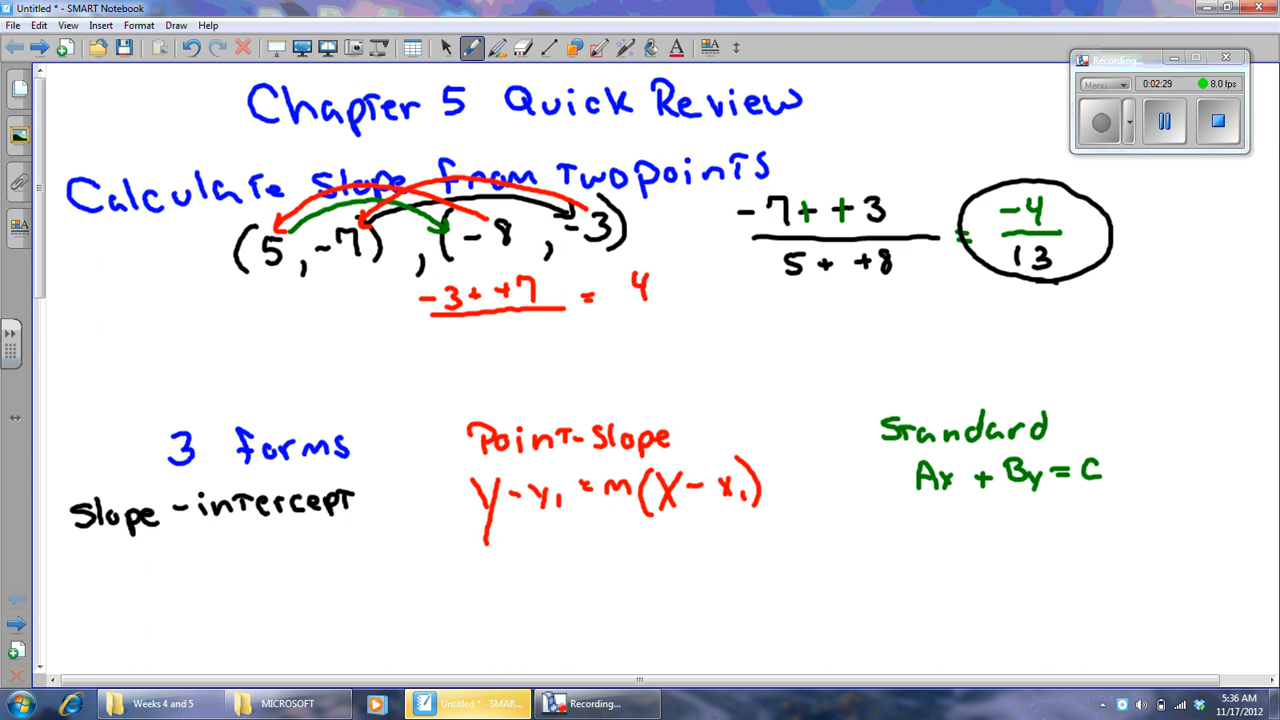 Untitled * - SMART Notebook
File Edit View Insert Format Tools Draw Help
Recording...
Menu 0:02:29 8.0 fps
Chapter 5 Quick Review
Calculate Slope from Two points
(5, -7), (-8, -3)
-7 + +3
5 + +8
= -4
13
-3 + +7 = 4
3 forms
Slope-intercept
Point-Slope
y - y₁ = m(x - x₁)
Standard
Ax + By = C
Weeks 4 and 5 MICROSOFT Untitled * - SMAR... Recording... 5:36 AM
11/17/2012